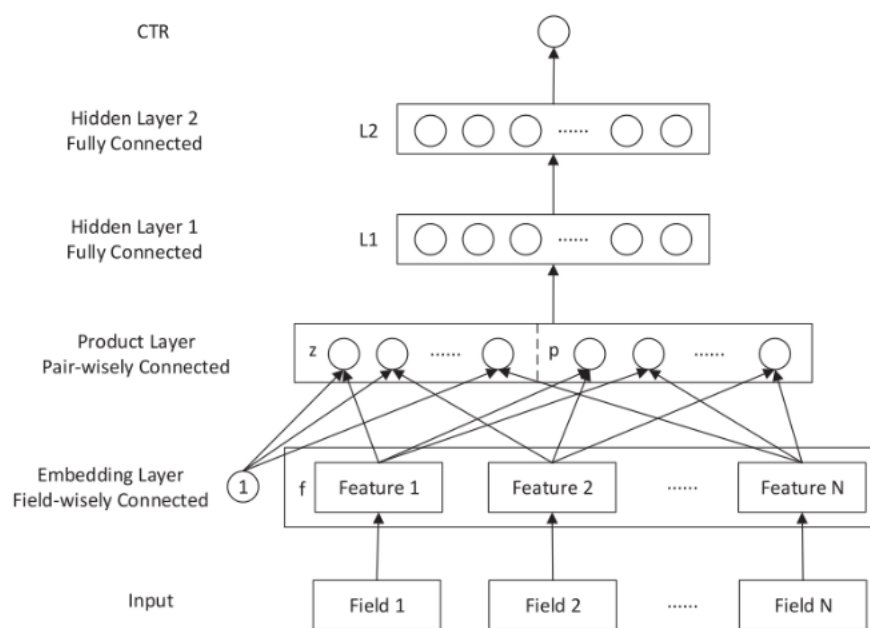 CTR
Hidden Layer 2
Fully Connected
L2
......
Hidden Layer 1
Fully Connected
L1
......
Product Layer
Pair-wisely Connected
z
......
p
......
Embedding Layer
Field-wisely Connected
1
f
Feature 1
Feature 2
......
Feature N
Input
Field 1
Field 2
......
Field N